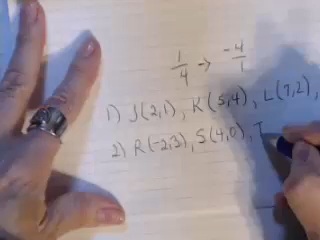 1/4 → -4/1
1) J(2,1), K(5,4), L(7,2),
2) R(-2,3), S(4,0), T